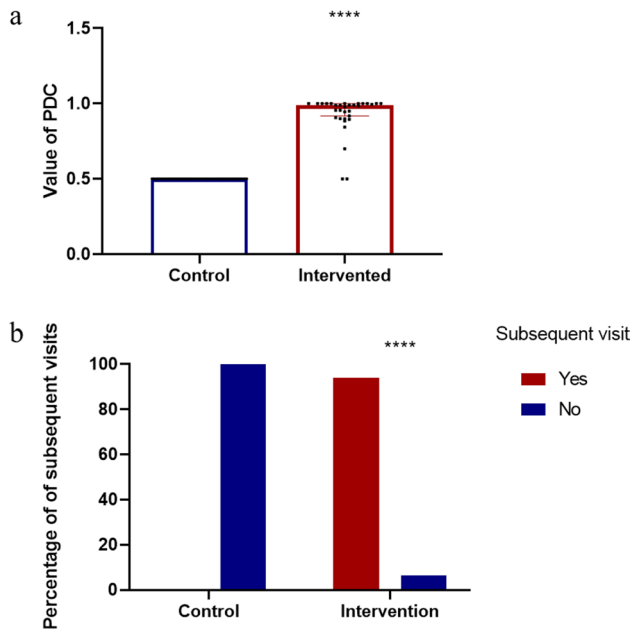 a
****
1.5
1.0
0.5
0.0
Value of PDC
Control
Intervented
b
****
Subsequent visit
Yes
No
100
80
60
40
20
0
Percentage of of subsequent visits
Control
Intervention